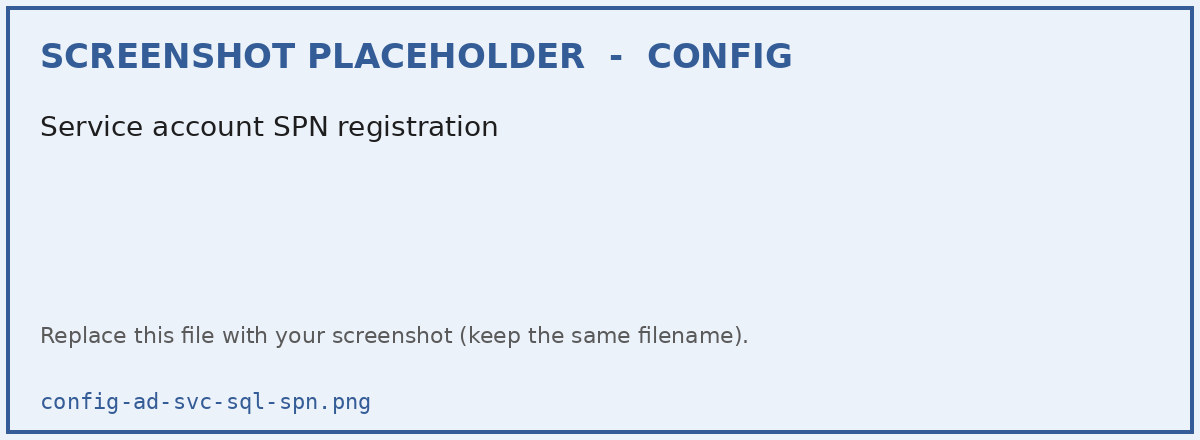 SCREENSHOT PLACEHOLDER - CONFIG
Service account SPN registration
Replace this file with your screenshot (keep the same filename).
config-ad-svc-sql-spn.png